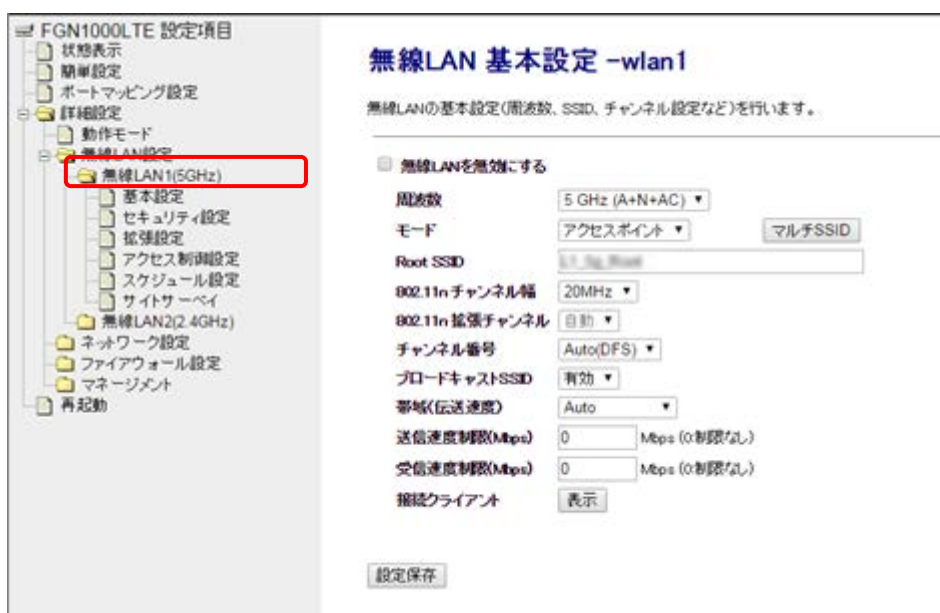 FGN1000LTE 設定項目
状態表示
簡単設定
ポートマッピング設定
詳細設定
動作モード
無線LAN設定
無線LAN1(5GHz)
基本設定
セキュリティ設定
拡張設定
アクセス制御設定
スケジュール設定
サイトサーベイ
無線LAN2(2.4GHz)
ネットワーク設定
ファイアウォール設定
マネージメント
再起動
無線LAN 基本設定 -wlan1
無線LANの基本設定(周波数、SSID、チャンネル設定など)を行います。
無線LANを無効にする
周波数 5 GHz (A+N+AC)
モード アクセスポイント マルチSSID
Root SSID
802.11n チャンネル幅 20MHz
802.11n 拡張チャンネル 自動
チャンネル番号 Auto(DFS)
ブロードキャストSSID 有効
帯域(伝送速度) Auto
送信速度制限(Mbps) 0 Mbps (0:制限なし)
受信速度制限(Mbps) 0 Mbps (0:制限なし)
接続クライアント 表示
設定保存